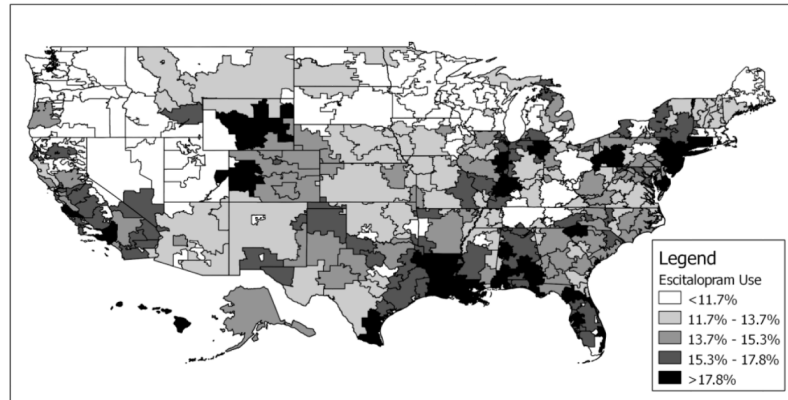 Legend
Escitalopram Use
<11.7%
11.7% - 13.7%
13.7% - 15.3%
15.3% - 17.8%
>17.8%